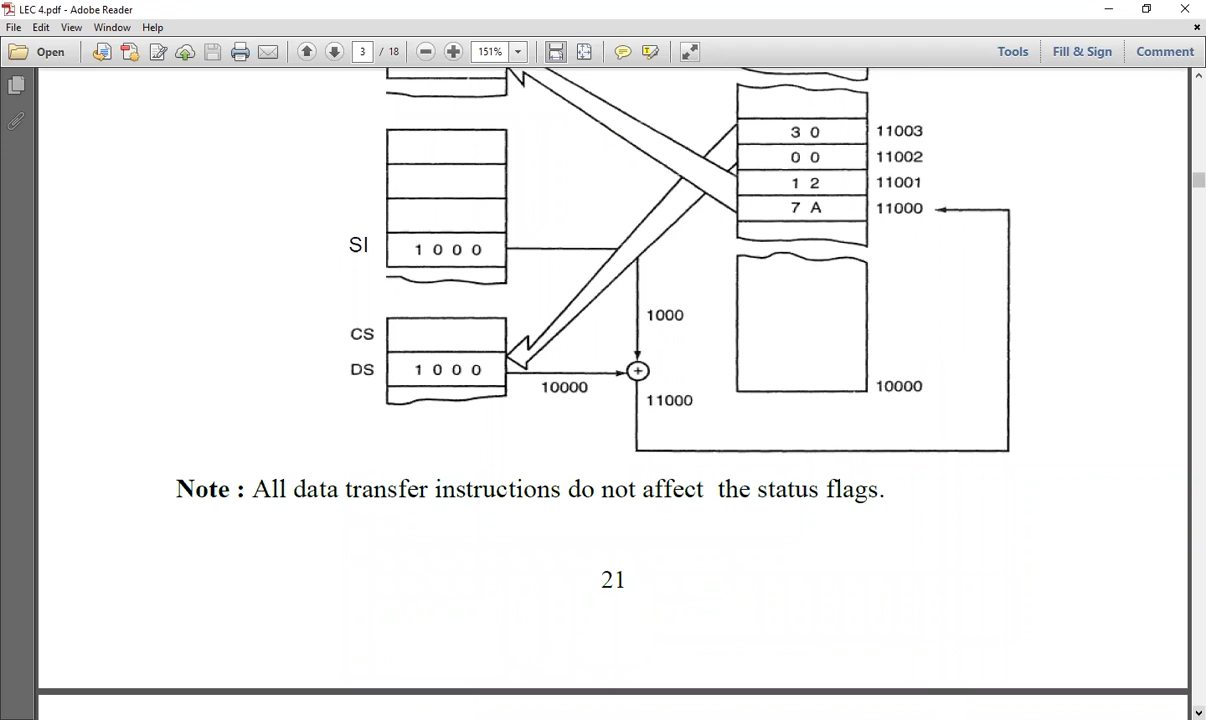 LEC 4.pdf - Adobe Reader
File Edit View Window Help
Open 3 / 18 151% Tools Fill & Sign Comment
3 0 11003
0 0 11002
1 2 11001
7 A 11000
SI 1 0 0 0
1000
CS
DS 1 0 0 0
10000
+
11000
10000
Note : All data transfer instructions do not affect the status flags.
21